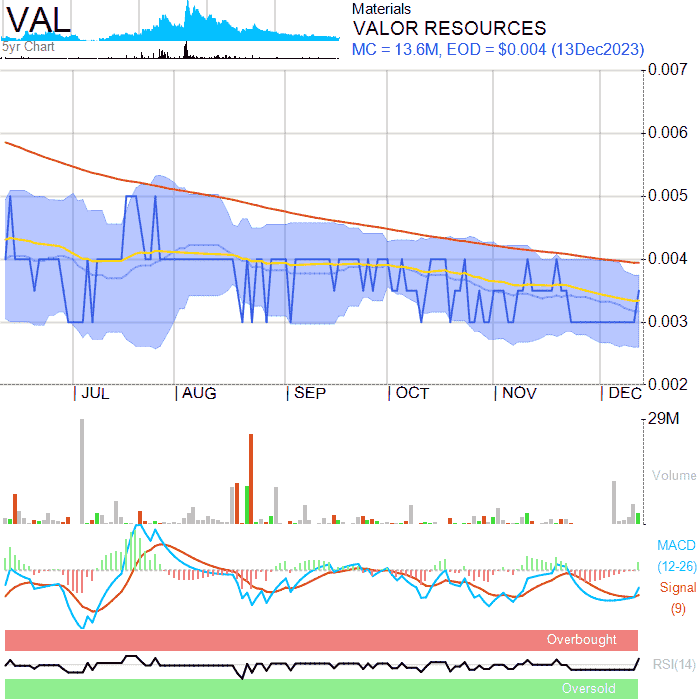 VAL
5yr Chart
Materials
VALOR RESOURCES
MC = 13.6M, EOD = $0.004 (13Dec2023)
0.007
0.006
0.005
0.004
0.003
0.002
JUL AUG SEP OCT NOV DEC
29M
Volume
MACD
(12-26)
Signal
(9)
Overbought
RSI(14)
Oversold